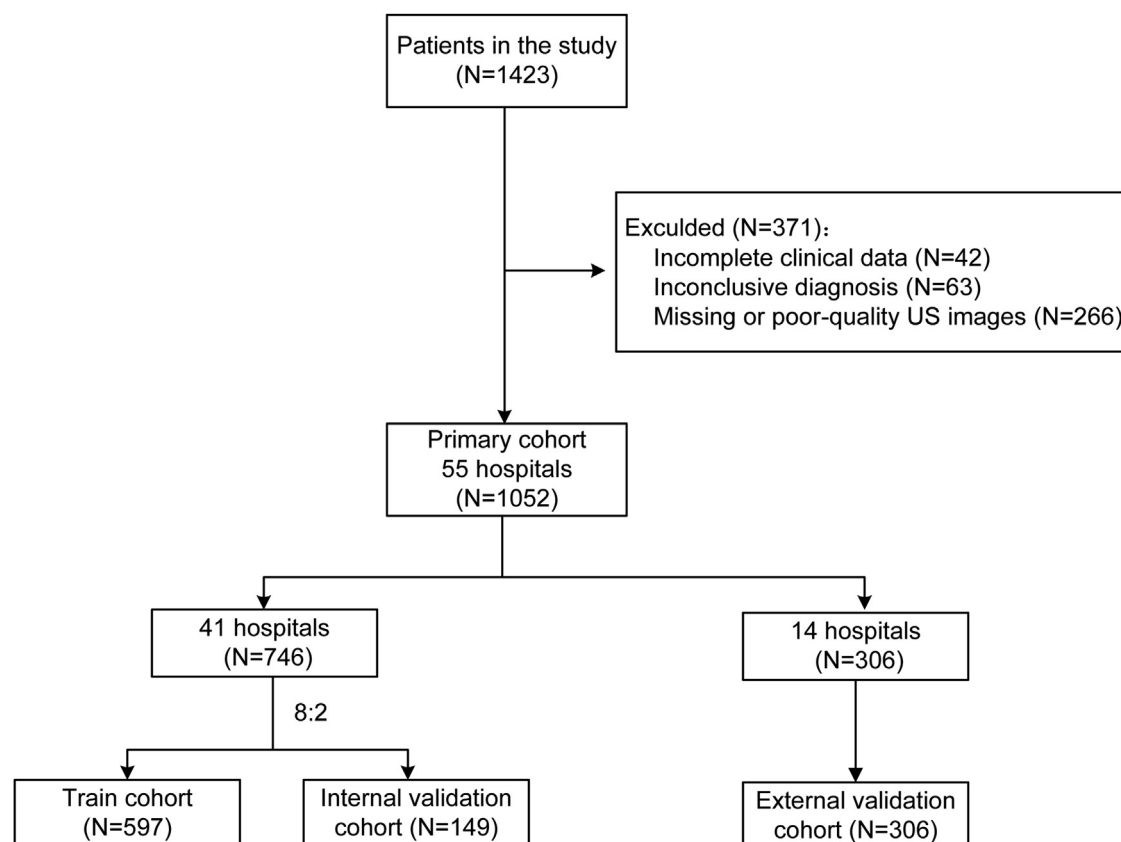 Patients in the study
(N=1423)
Exculded (N=371)：
Incomplete clinical data (N=42)
Inconclusive diagnosis (N=63)
Missing or poor-quality US images (N=266)
Primary cohort
55 hospitals
(N=1052)
41 hospitals
(N=746)
14 hospitals
(N=306)
8:2
Train cohort
(N=597)
Internal validation
cohort (N=149)
External validation
cohort (N=306)